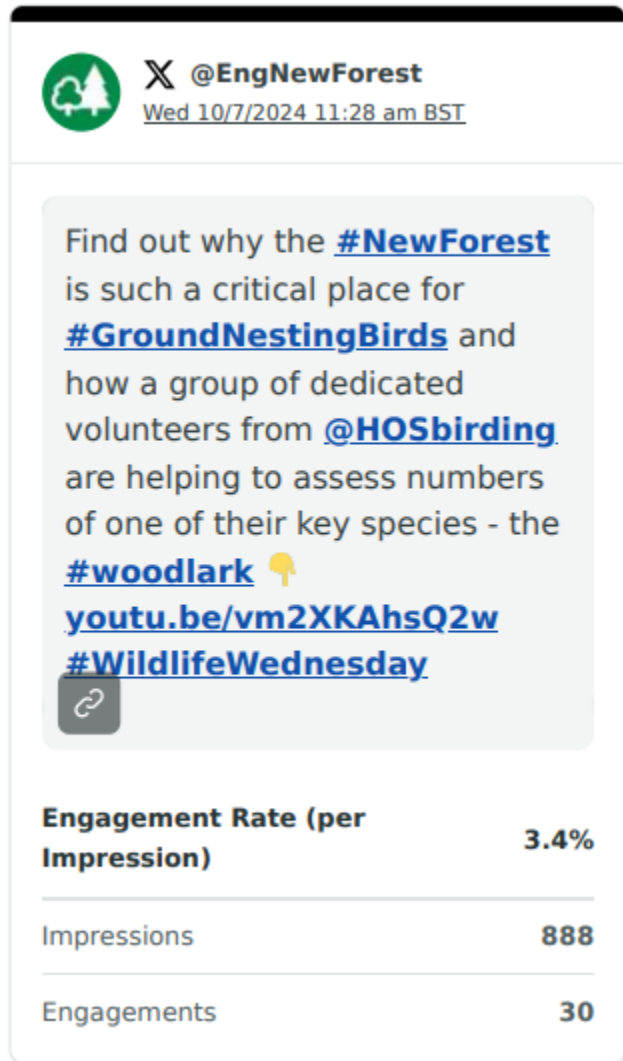 @EngNewForest
Wed 10/7/2024 11:28 am BST
Find out why the #NewForest
is such a critical place for
#GroundNestingBirds and
how a group of dedicated
volunteers from @HOSbirding
are helping to assess numbers
of one of their key species - the
#woodlark 👇
youtu.be/vm2XKAhsQ2w
#WildlifeWednesday
Engagement Rate (per
Impression)
3.4%
Impressions 888
Engagements 30